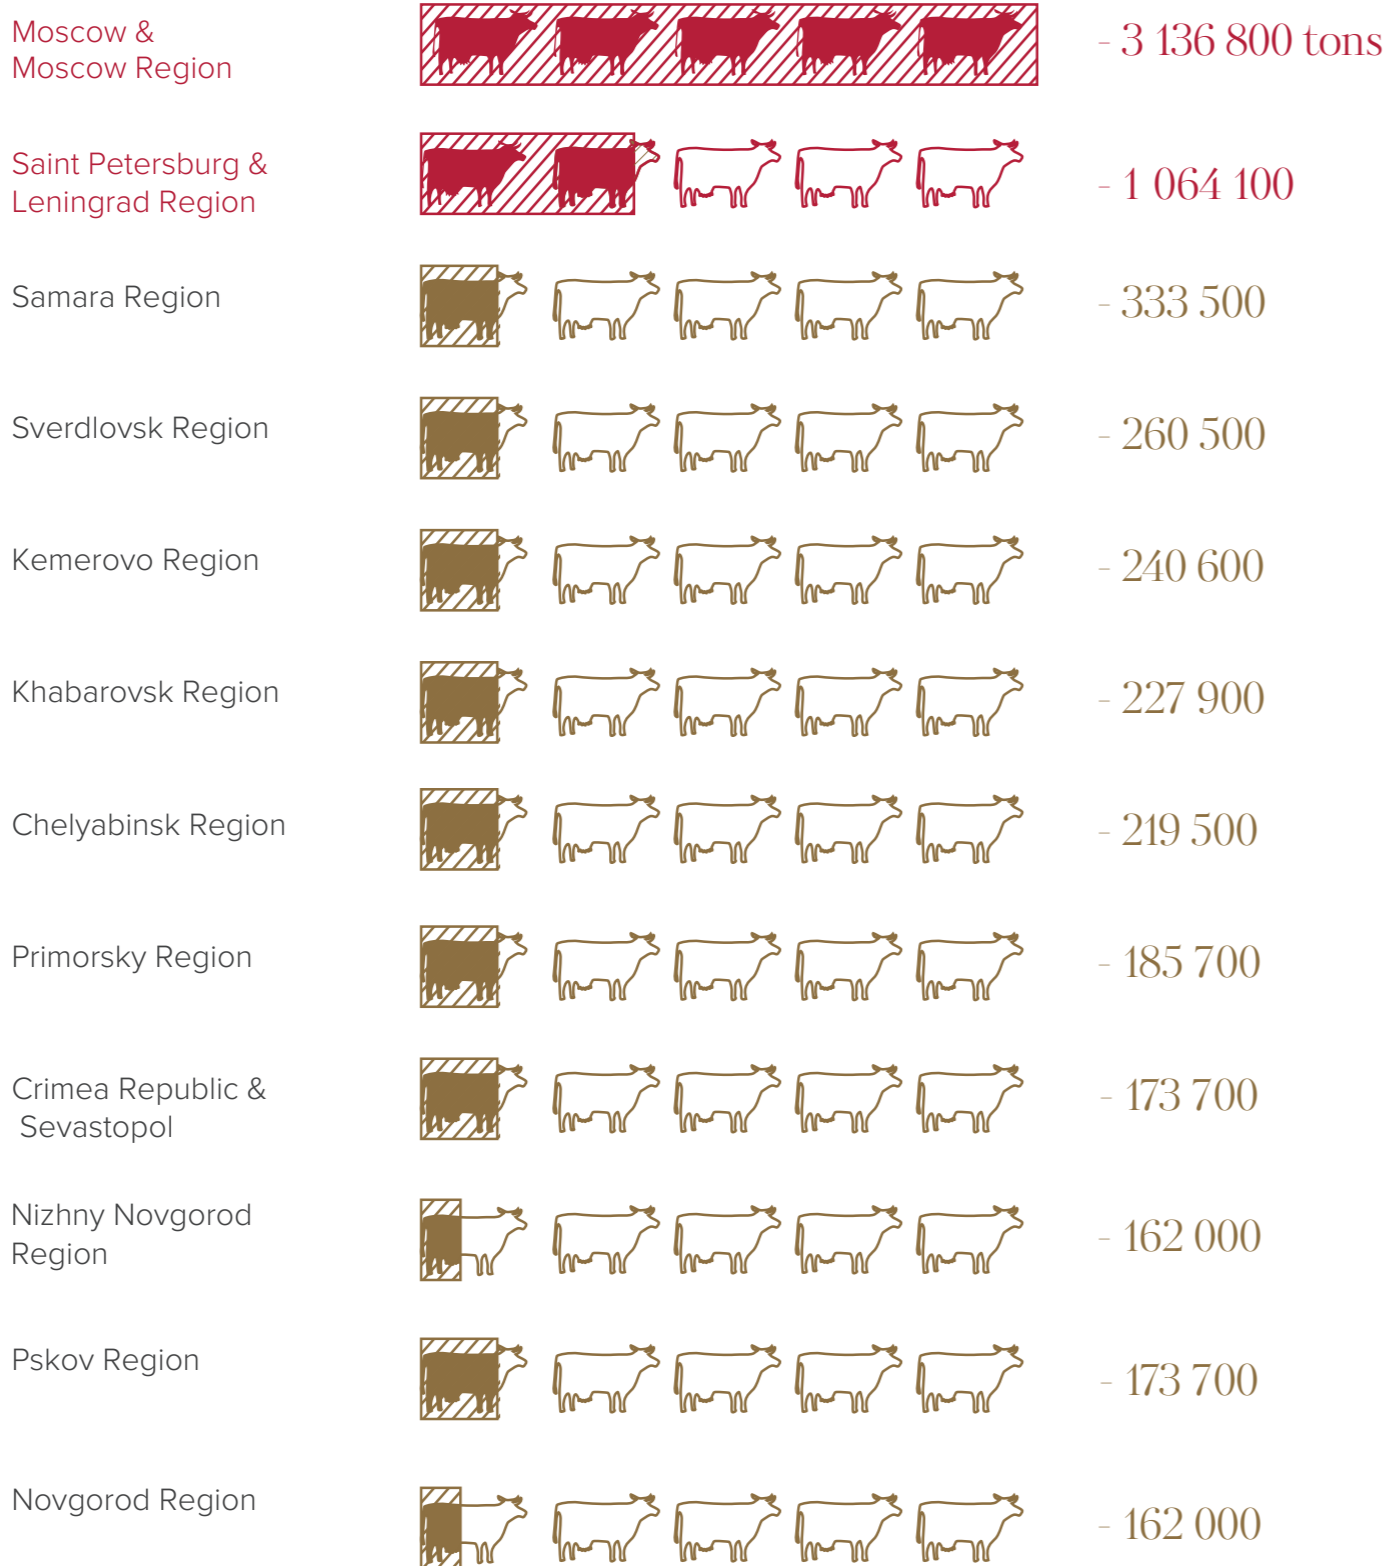 Moscow &
Moscow Region
- 3 136 800 tons
Saint Petersburg &
Leningrad Region
- 1 064 100
Samara Region
- 333 500
Sverdlovsk Region
- 260 500
Kemerovo Region
- 240 600
Khabarovsk Region
- 227 900
Chelyabinsk Region
- 219 500
Primorsky Region
- 185 700
Crimea Republic &
Sevastopol
- 173 700
Nizhny Novgorod
Region
- 162 000
Pskov Region
- 173 700
Novgorod Region
- 162 000